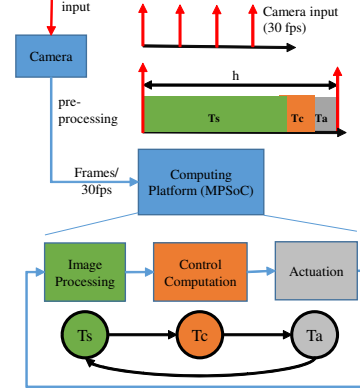 input
Camera input
(30 fps)
Camera
h
pre-
processing
Ts
Tc
Ta
Frames/
30fps
Computing
Platform (MPSoC)
Image
Processing
Control
Computation
Actuation
Ts
Tc
Ta